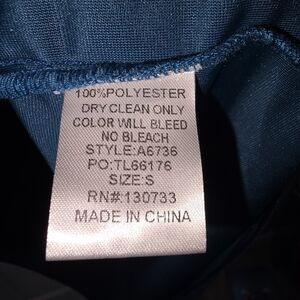 100%POLYESTER
DRY CLEAN ONLY
COLOR WILL BLEED
NO BLEACH
STYLE:A6736
PO:TL66176
SIZE:S
RN#:130733
MADE IN CHINA